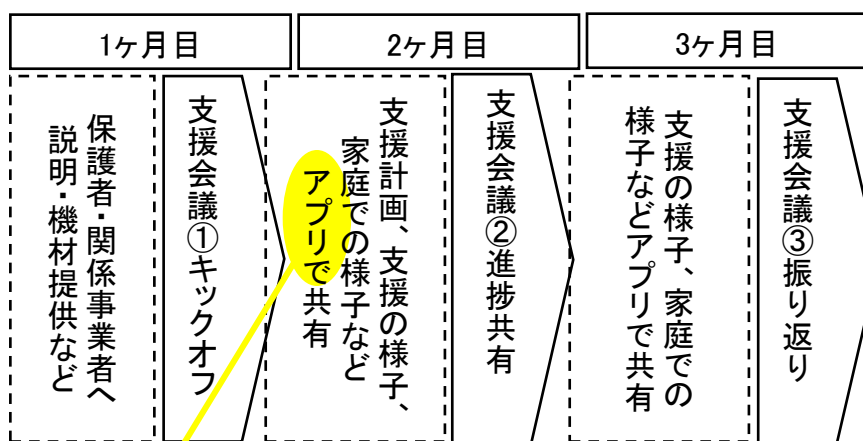 1ヶ月目
2ヶ月目
3ヶ月目
保護者・関係事業者へ
説明・機材提供など
支援会議①キックオフ
支援計画、支援の様子、
家庭での様子など
アプリで共有
支援会議②進捗共有
支援の様子、家庭での
様子などアプリで共有
支援会議③振り返り